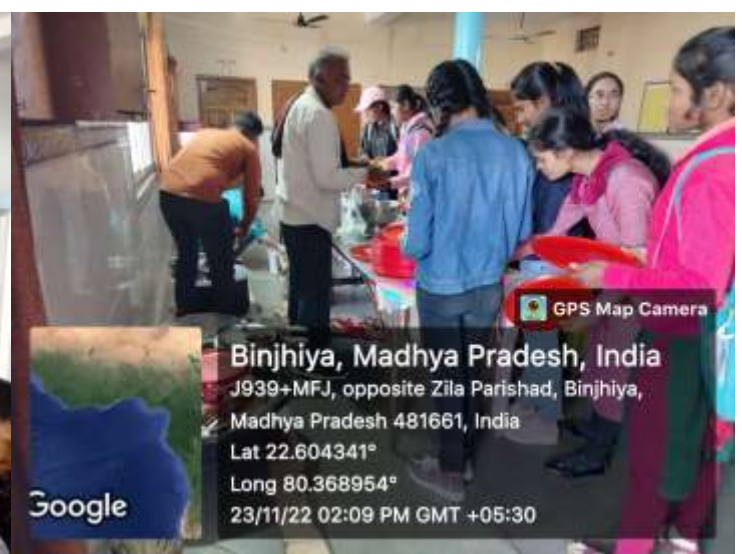 GPS Map Camera
Binjhiya, Madhya Pradesh, India
J939+MFJ, opposite Zila Parishad, Binjhiya,
Madhya Pradesh 481661, India
Lat 22.604341°
Long 80.368954°
23/11/22 02:09 PM GMT +05:30
Google